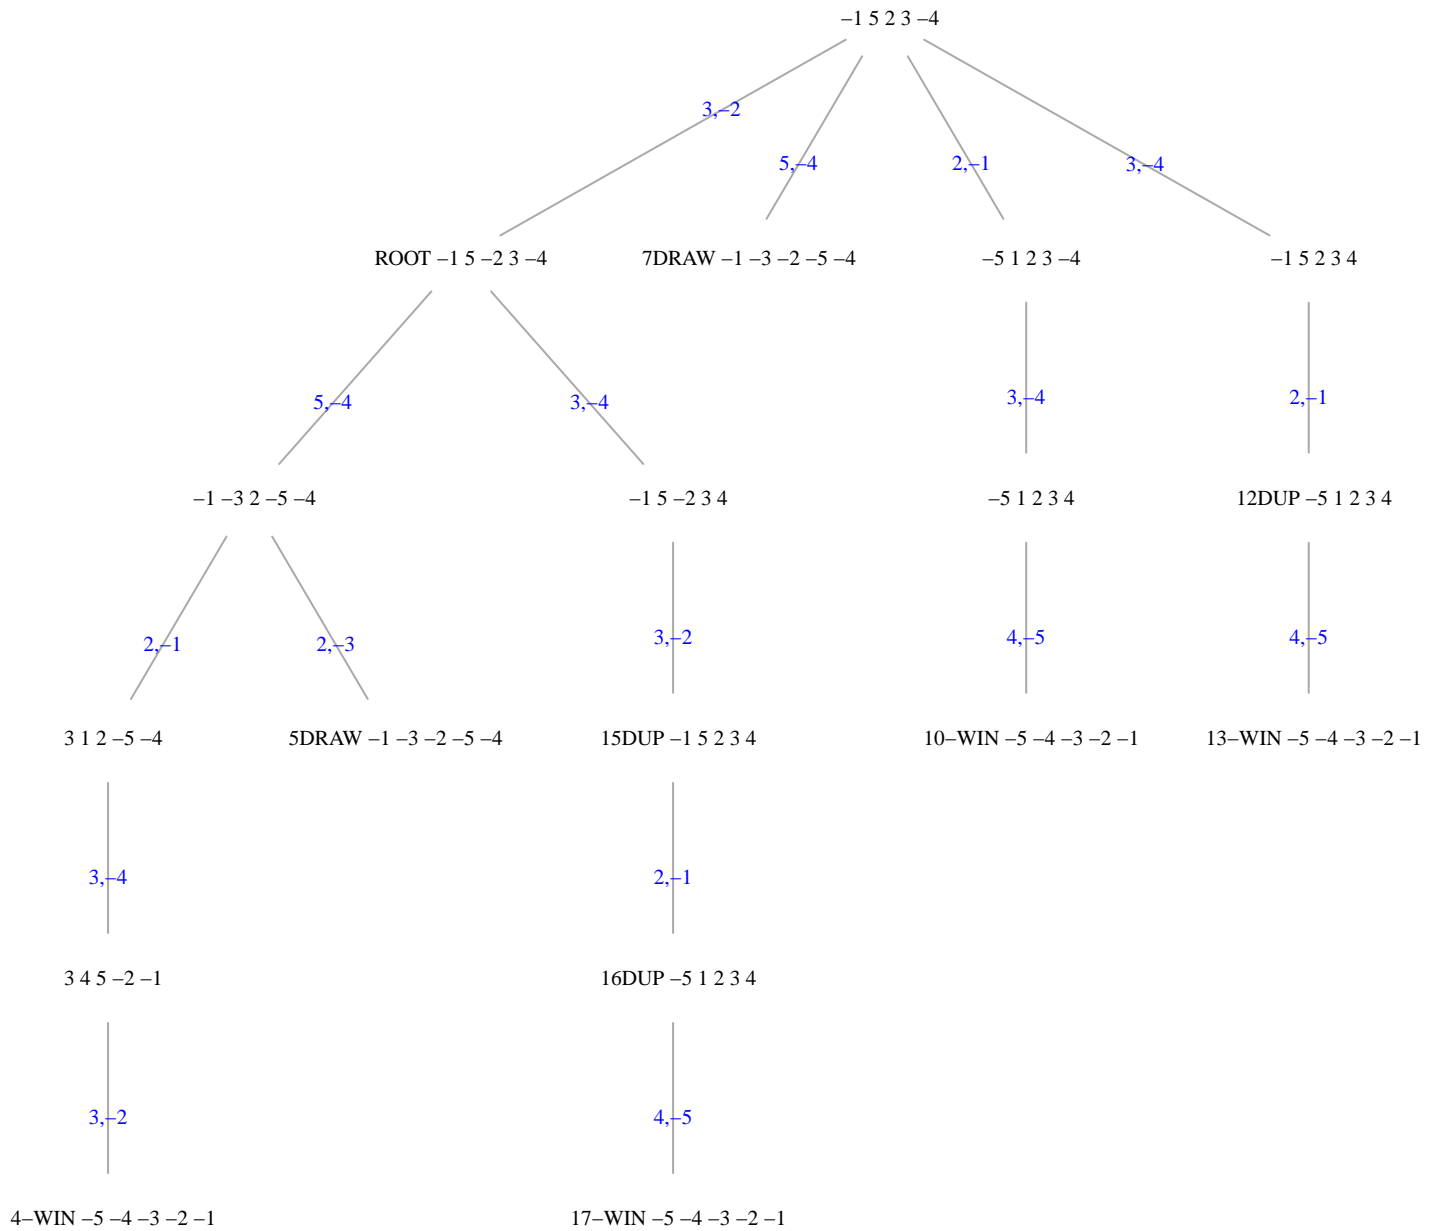 –1 5 2 3 –4
3,–2
5,–4
2,–1
3,–4
ROOT –1 5 –2 3 –4
7DRAW –1 –3 –2 –5 –4
–5 1 2 3 –4
–1 5 2 3 4
5,–4
3,–4
3,–4
2,–1
–1 –3 2 –5 –4
–1 5 –2 3 4
–5 1 2 3 4
12DUP –5 1 2 3 4
2,–1
2,–3
3,–2
4,–5
4,–5
3 1 2 –5 –4
5DRAW –1 –3 –2 –5 –4
15DUP –1 5 2 3 4
10–WIN –5 –4 –3 –2 –1
13–WIN –5 –4 –3 –2 –1
3,–4
2,–1
3 4 5 –2 –1
16DUP –5 1 2 3 4
3,–2
4,–5
4–WIN –5 –4 –3 –2 –1
17–WIN –5 –4 –3 –2 –1